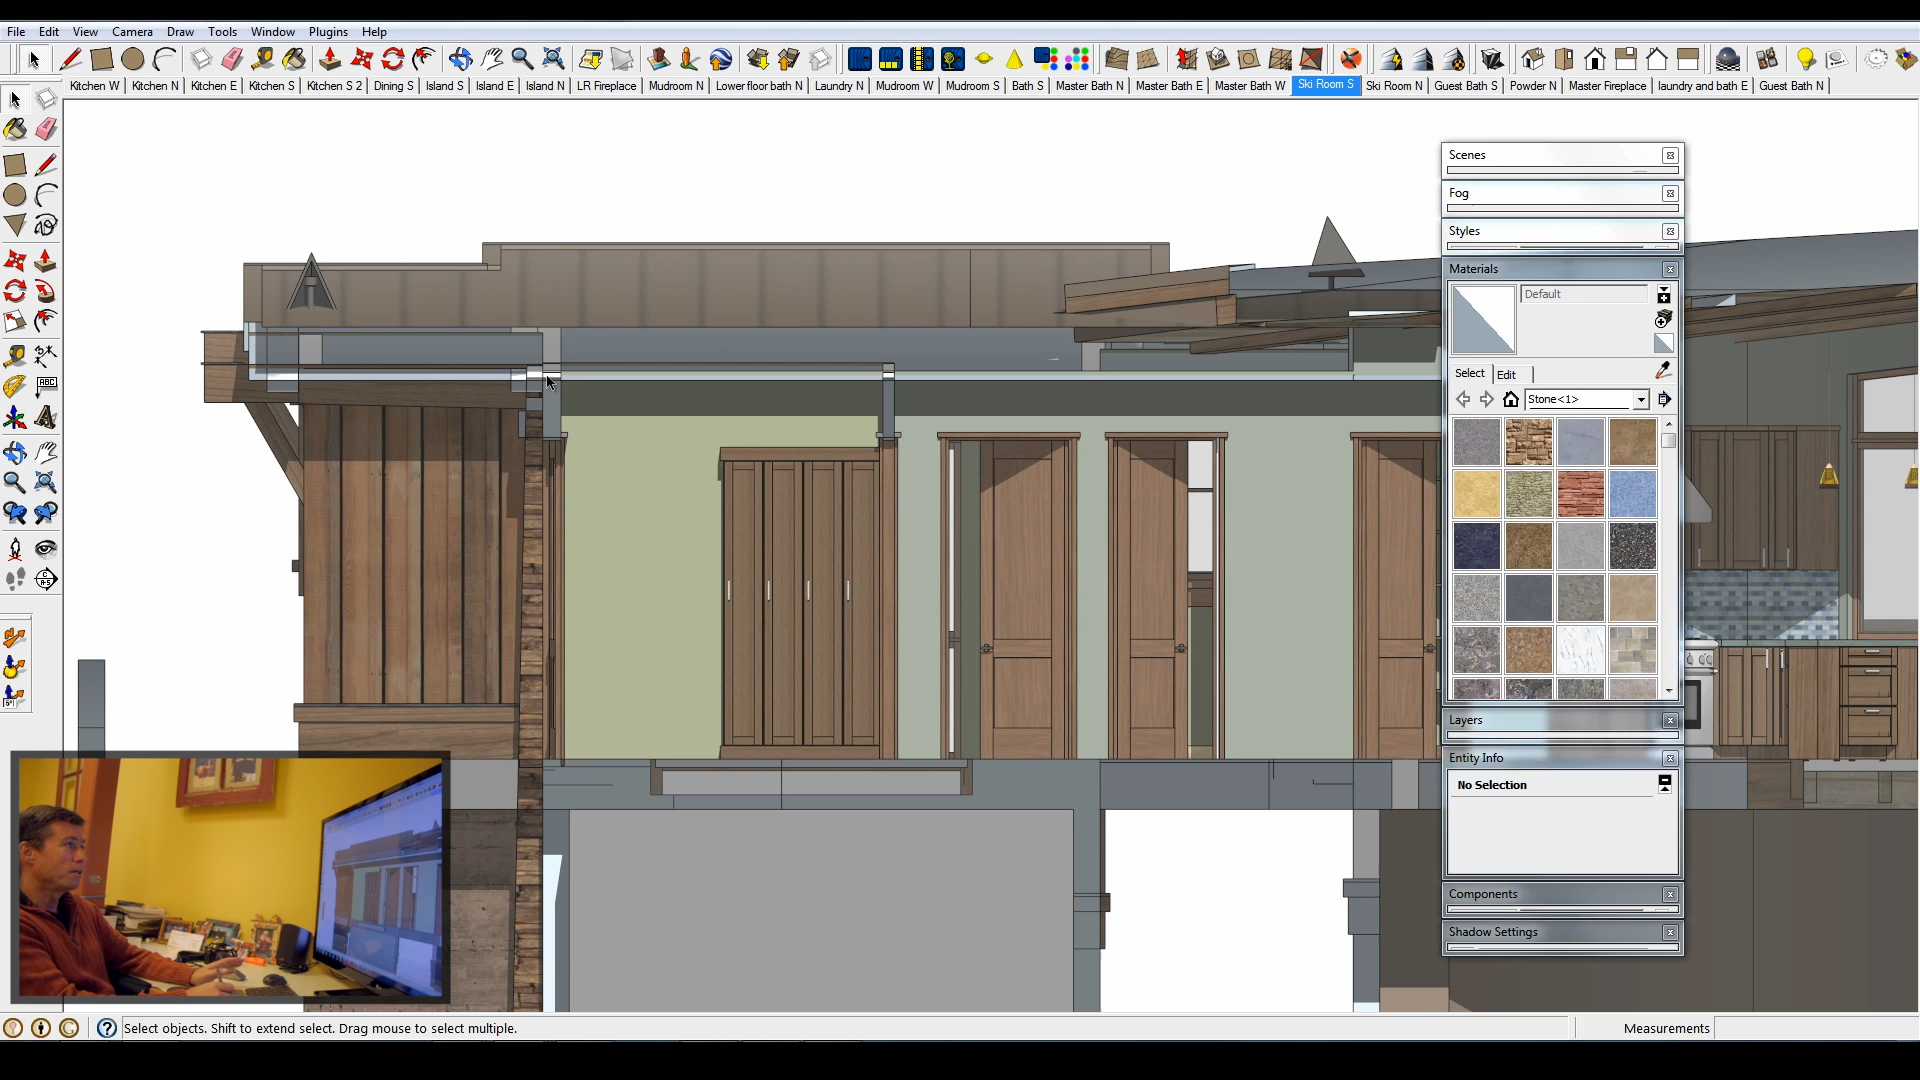 File Edit View Camera Draw Tools Window Plugins Help
Kitchen W Kitchen N Kitchen E Kitchen S Kitchen S 2 Dining S Island S Island E Island N LR Fireplace Mudroom N Lower floor bath N Laundry N Mudroom W Mudroom S Bath S Master Bath N Master Bath E Master Bath W Ski Room S Ski Room N Guest Bath S Powder N Master Fireplace laundry and bath E Guest Bath N
ABC
A
Scenes
Fog
Styles
Materials
Default
Select Edit
Stone<1>
Layers
Entity Info
No Selection
Components
Shadow Settings
Select objects. Shift to extend select. Drag mouse to select multiple.
Measurements